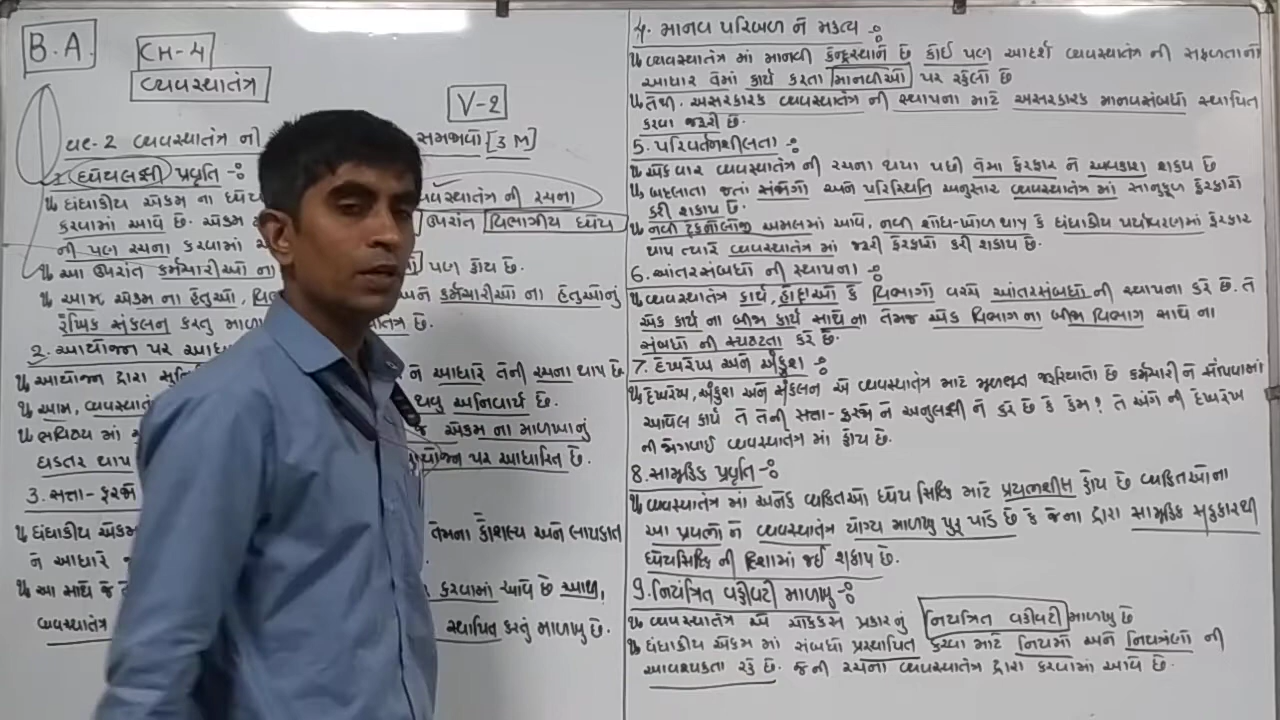 B.A.
CH-4
વ્યવસ્થાતંત્ર
V-2
પ્રશ્ન-2 વ્યવસ્થાતંત્ર ની સમજાવો [3 M]
1. ધ્યેયલક્ષી પ્રવૃતિ -:
ધંધાકીય એકમ ના ધ્યેય વ્યવસ્થાતંત્ર ની રચના
કરવામાં આવે છે. એકમ ઉપરાંત વિભાગીય ધ્યેય
ની પણ રચના કરવામાં
આ ઉપરાંત કર્મચારીઓ ના પણ હોય છે.
આમ એકમ ના હેતુઓ, અને કર્મચારીઓ ના હેતુઓનું
રેખિક સંકલન કરતુ છે.
2. આયોજન પર
આયોજન દ્વારા ને આધારે તેની રચના થાય છે
આમ, થવુ અનિવાર્ય છે.
ભવિષ્ય માં એકમ ના માળખાનું
ઘડતર થાય પર આધારિત છે.
3. સત્તા- ફરજો
ધંધાકીય એકમ તેમના કૌશલ્ય અને લાયકાત
ને આધારે
આ સાથે જ કરવામાં આવે છે આમ,
વ્યવસ્થાતંત્ર સ્થાપિત કરતું માળખુ છે.
4. માનવ પરિબળ ને મહત્વ -:
વ્યવસ્થાતંત્ર માં માનવી કેન્દ્રસ્થાને છે કોઈ પણ આદર્શ વ્યવસ્થાતંત્ર ની સફળતાનો
આધાર તેમાં કાર્ય કરતા માનવીઓ પર રહેલો છે
તેથી અસરકારક વ્યવસ્થાતંત્ર ની સ્થાપના માટે અસરકારક માનવસંબંધો સ્થાપિત
કરવા જરૂરી છે.
5. પરિવર્તનશીલતા -:
એક વાર વ્યવસ્થાતંત્ર ની રચના થયા પછી તેમા ફેરફાર ને અવકાશ શકય છે
બદલાતા જતાં સંજોગો અને પરિસ્થિતિ અનુસાર વ્યવસ્થાતંત્ર માં સાનુકૂળ ફેરફારો
કરી શકાય છે.
નવી ટેકનોલોજી અમલમાં આવે, નવી શોધ-ખોળ થાય કે ધંધાકીય પર્યાવરણમાં ફેરફાર
થાય ત્યારે વ્યવસ્થાતંત્ર માં જરૂરી ફેરફારો કરી શકાય છે.
6. આંતરસંબંધો ની સ્થાપના -:
વ્યવસ્થાતંત્ર કાર્ય, હોદ્દાઓ કે વિભાગો વચ્ચે આંતરસંબંધો ની સ્થાપના કરે છે. તે
એક કાર્ય ના બીજા કાર્ય સાથે ના તેમજ એક વિભાગ ના બીજા વિભાગ સાથે ના
સંબંધો ની સ્પષ્ટતા કરે છે.
7. દેખરેખ અને અંકુશ -:
દેખરેખ, અંકુશ અને સંકલન એ વ્યવસ્થાતંત્ર માટે મૂળભૂત જરૂરિયાતો છે કર્મચારી ને સોંપવામાં
આવેલ કાર્ય તે તેની સત્તા- ફરજો ને અનુલક્ષી ને કરે છે કે કેમ? તે અંગે ની દેખરેખ
ની જોગવાઈ વ્યવસ્થાતંત્ર માં હોય છે.
8. સામૂહિક પ્રવૃતિ -:
વ્યવસ્થાતંત્ર માં અનેક વ્યકિતઓ ધ્યેય સિદ્ધિ માટે પ્રયત્નશીલ હોય છે વ્યકિતઓના
આ પ્રયત્નો ને વ્યવસ્થાતંત્ર યોગ્ય માળખુ પુરૂ પાડે છે કે જેના દ્વારા સામૂહિક સહકારથી
ધ્યેયસિદ્ધિ ની દિશામાં જઈ શકાય છે.
9. નિયંત્રિત વહીવટી માળખુ -:
વ્યવસ્થાતંત્ર એ ચોકકસ પ્રકારનું નિયંત્રિત વહીવટી માળખુ છે
ધંધાકીય એકમ માં સંબંધો પ્રસ્થાપિત કરવા માટે નિયમો અને નિયંત્રણો ની
આવશ્યકતા રહે છે. જેની રચના વ્યવસ્થાતંત્ર દ્વારા કરવામાં આવે છે.